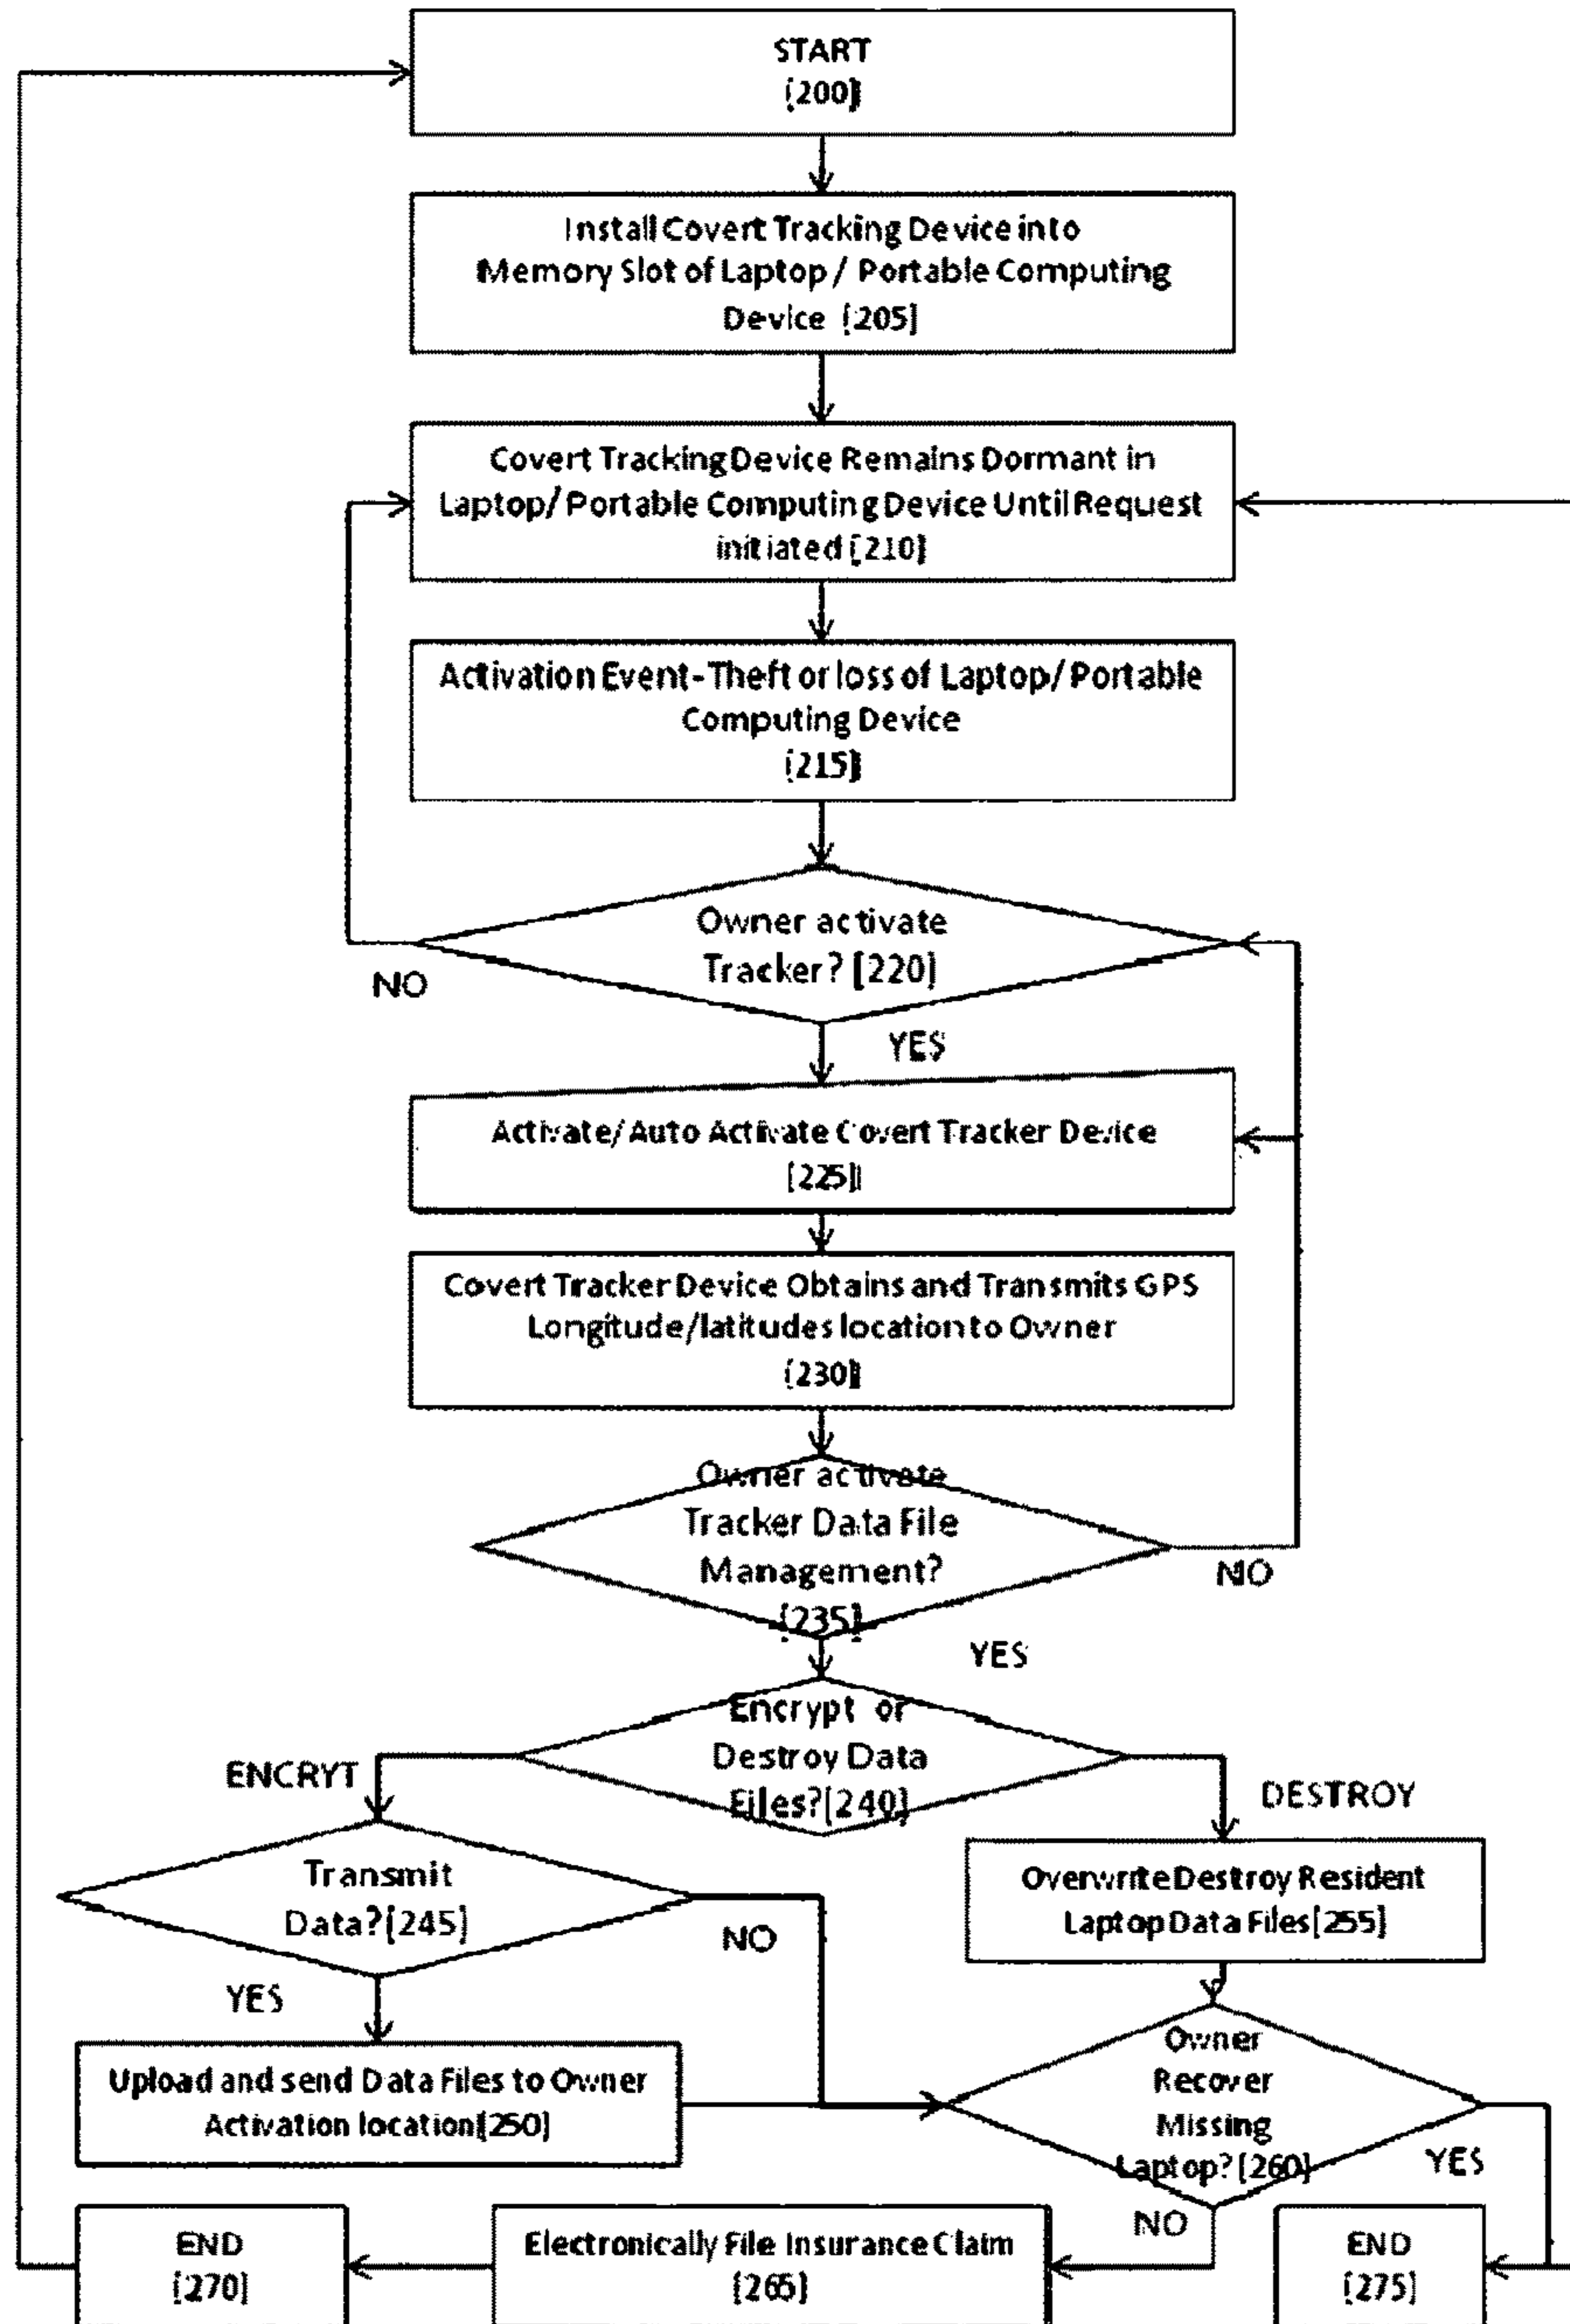 START
[200]
Install Covert Tracking Device into
Memory Slot of Laptop / Portable Computing
Device [205]
Covert Tracking Device Remains Dormant in
Laptop/ Portable Computing Device Until Request
initiated [210]
Activation Event-Theft or loss of Laptop/ Portable
Computing Device
[215]
Owner activate
Tracker? [220]
NO
YES
Activate/ Auto Activate Covert Tracker Device
[225]
Covert Tracker Device Obtains and Transmits GPS
Longitude/latitudes location to Owner
[230]
Owner activate
Tracker Data File
Management?
[235]
NO
YES
Encrypt or
Destroy Data
Files?[240]
ENCRYT
DESTROY
Transmit
Data?[245]
NO
YES
Overwrite Destroy Resident
Laptop Data Files[255]
Upload and send Data Files to Owner
Activation location[250]
Owner
Recover
Missing
Laptop?[260]
YES
NO
END
[270]
Electronically File Insurance Claim
[265]
END
[275]